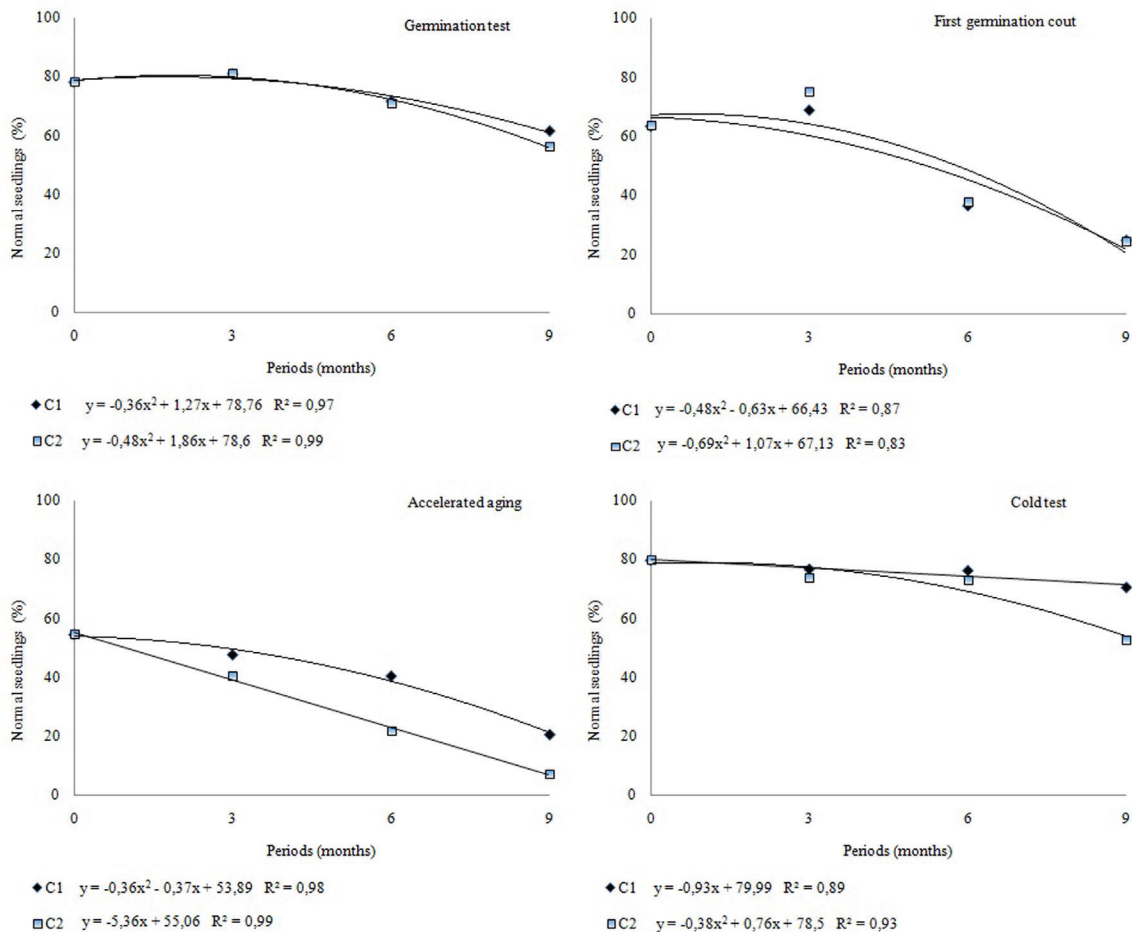 Germination test
Normal seedlings (%)
100
80
60
40
20
0
0 3 6 9
Periods (months)
C1 y = -0,36x² + 1,27x + 78,76 R² = 0,97
C2 y = -0,48x² + 1,86x + 78,6 R² = 0,99
First germination cout
Normal seedlings (%)
100
80
60
40
20
0
0 3 6 9
Periods (months)
C1 y = -0,48x² - 0,63x + 66,43 R² = 0,87
C2 y = -0,69x² + 1,07x + 67,13 R² = 0,83
Accelerated aging
Normal seedlings (%)
100
80
60
40
20
0
0 3 6 9
Periods (months)
C1 y = -0,36x² - 0,37x + 53,89 R² = 0,98
C2 y = -5,36x + 55,06 R² = 0,99
Cold test
Normal seedlings (%)
100
80
60
40
20
0
0 3 6 9
Periods (months)
C1 y = -0,93x + 79,99 R² = 0,89
C2 y = -0,38x² + 0,76x + 78,5 R² = 0,93